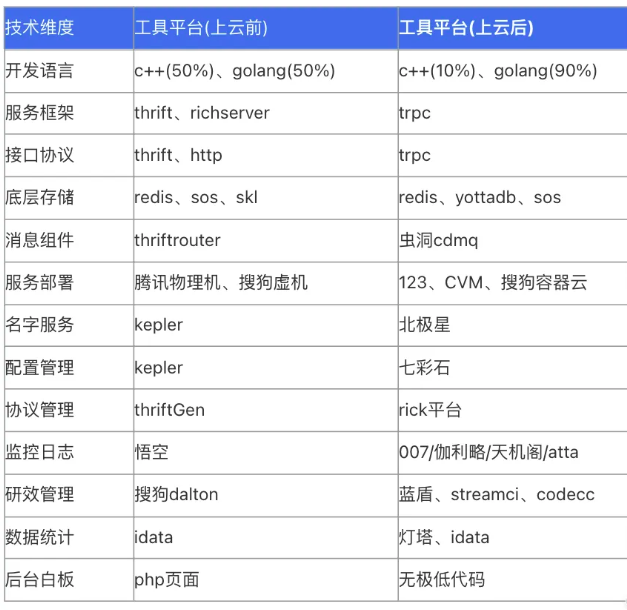 技术维度 工具平台(上云前) 工具平台(上云后)
开发语言 c++(50%)、golang(50%) c++(10%)、golang(90%)
服务框架 thrift、richserver trpc
接口协议 thrift、http trpc
底层存储 redis、sos、skl redis、yottadb、sos
消息组件 thriftrouter 虫洞cdmq
服务部署 腾讯物理机、搜狗虚机 123、CVM、搜狗容器云
名字服务 kepler 北极星
配置管理 kepler 七彩石
协议管理 thriftGen rick平台
监控日志 悟空 007/伽利略/天机阁/atta
研效管理 搜狗dalton 蓝盾、streamci、codecc
数据统计 idata 灯塔、idata
后台白板 php页面 无极低代码